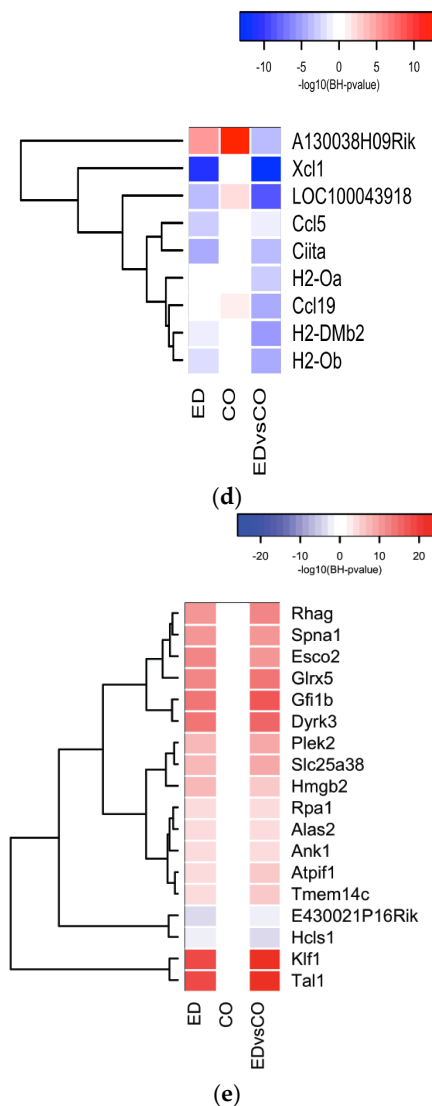 -10 -5 0 5 10
-log10(BH-pvalue)
A130038H09Rik
Xcl1
LOC100043918
Ccl5
Ciita
H2-Oa
Ccl19
H2-DMb2
H2-Ob
ED CO EDvsCO
(d)
-20 -10 0 10 20
-log10(BH-pvalue)
Rhag
Spna1
Esco2
Glrx5
Gfi1b
Dyrk3
Plek2
Slc25a38
Hmgb2
Rpa1
Alas2
Ank1
Atpif1
Tmem14c
E430021P16Rik
Hcls1
Klf1
Tal1
ED CO EDvsCO
(e)